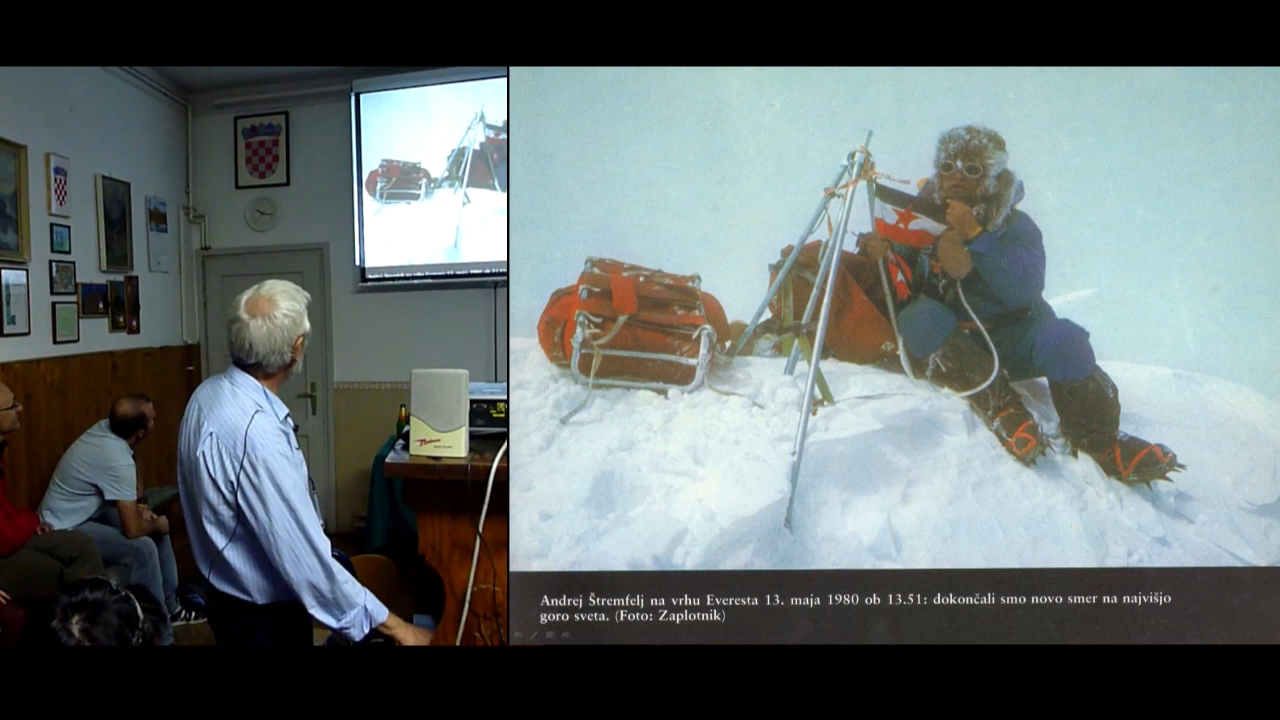 Andrej Štremfelj na vrhu Everesta 13. maja 1980 ob 13.51: dokončali smo novo smer na najvišjo
goro sveta. (Foto: Zaplotnik)